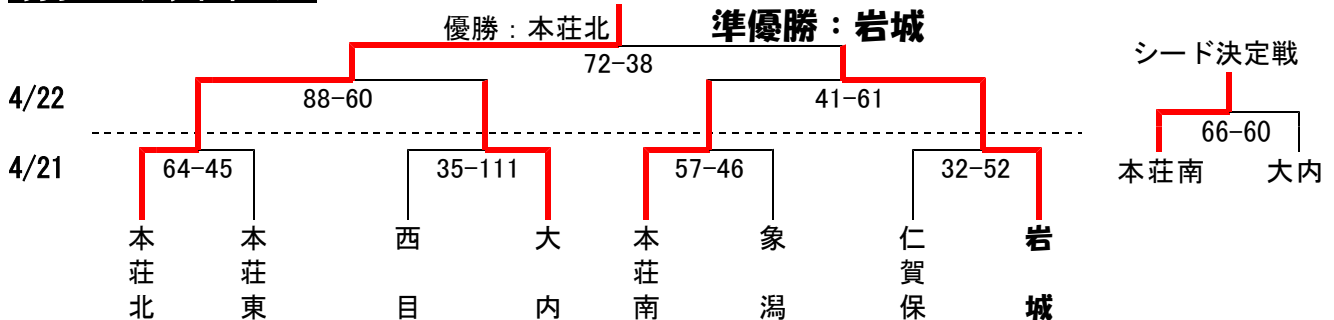 優勝：本荘北
準優勝：岩城
72-38
シード決定戦
4/22
88-60
41-61
66-60
4/21
64-45
35-111
57-46
32-52
本荘南
大内
本荘北
本荘東
西目
大内
本荘南
象潟
仁賀保
岩城